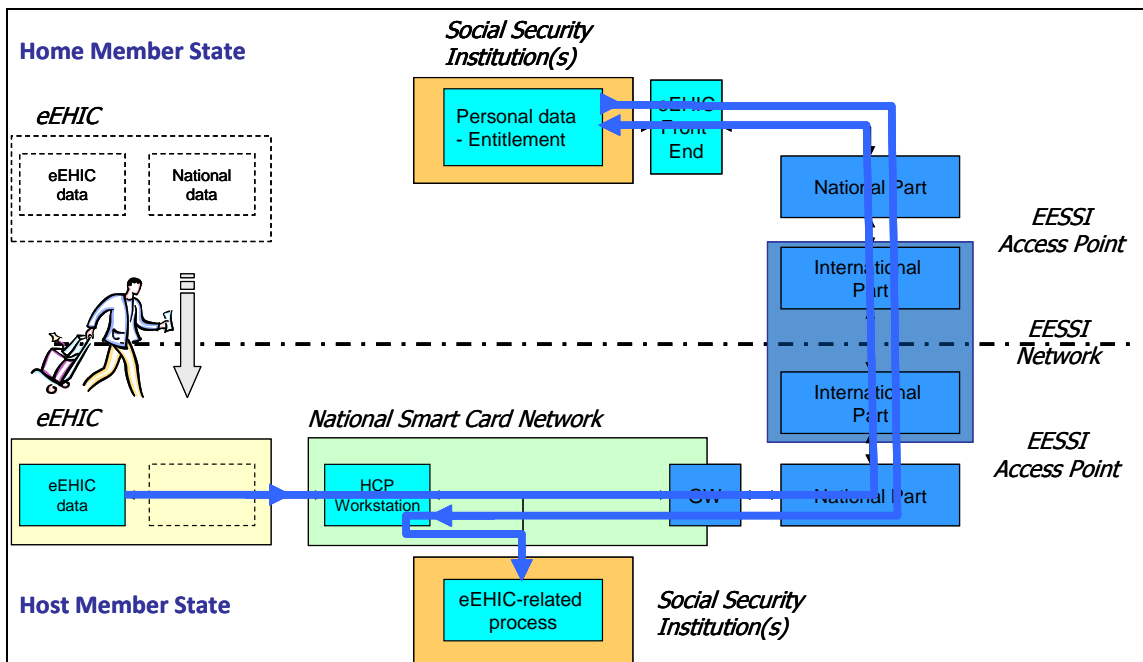 Home Member State
Social Security
Institution(s)
eEHIC
eEHIC
data
National
data
Personal data
- Entitlement
eEHIC
Front
End
National Part
EESSI
Access Point
International
Part
EESSI
Network
International
Part
EESSI
Access Point
eEHIC
National Smart Card Network
eEHIC
data
HCP
Workstation
GW
National Part
Host Member State
eEHIC-related
process
Social Security
Institution(s)